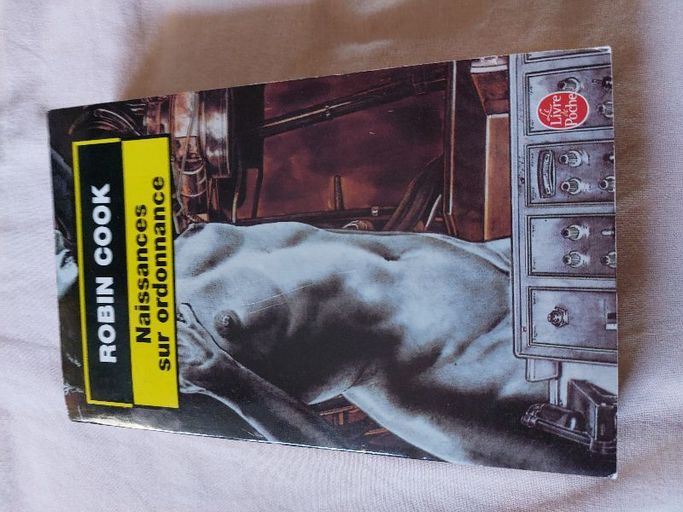 ROBIN COOK
Naissances
sur ordonnance
Le
Livre
de
Poche